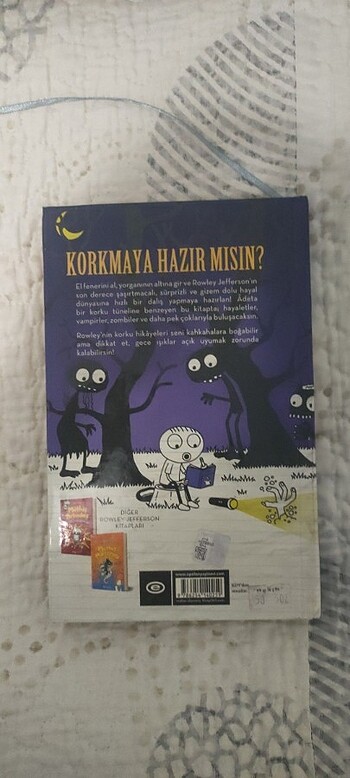 KORKMAYA HAZIR MISIN?
El fenerini al, yorganının altına gir ve Rowley Jefferson'ın
son derece şaşırtmacalı, sürprizli ve gizem dolu hayal
dünyasına hızlı bir dalış yapmaya hazırlan! Âdeta
bir korku tüneline benzeyen bu kitapta; hayaletler,
vampirler, zombiler ve daha pek çoklarıyla buluşacaksın.
Rowley'nin korku hikâyeleri seni kahkahalara boğabilir
ama dikkat et, gece ışıklar açık uyumak zorunda
kalabilirsin!
DİĞER
ROWLEY JEFFERSON
KİTAPLARI
e